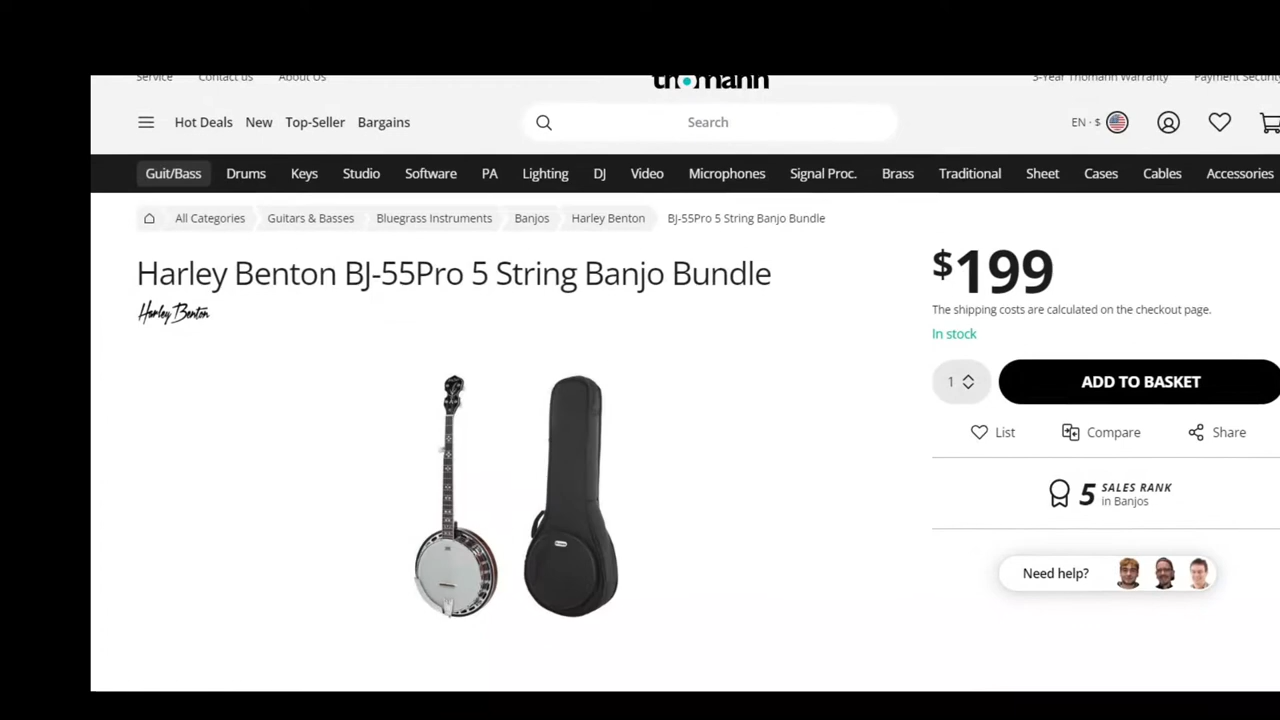 Service Contact us About Us thomann 3-Year Thomann Warranty Payment Security
Hot Deals New Top-Seller Bargains Search EN · $
Guit/Bass Drums Keys Studio Software PA Lighting DJ Video Microphones Signal Proc. Brass Traditional Sheet Cases Cables Accessories
All Categories Guitars & Basses Bluegrass Instruments Banjos Harley Benton BJ-55Pro 5 String Banjo Bundle
Harley Benton BJ-55Pro 5 String Banjo Bundle
Harley Benton
$199
The shipping costs are calculated on the checkout page.
In stock
1 ADD TO BASKET
List Compare Share
5 SALES RANK
in Banjos
Need help?